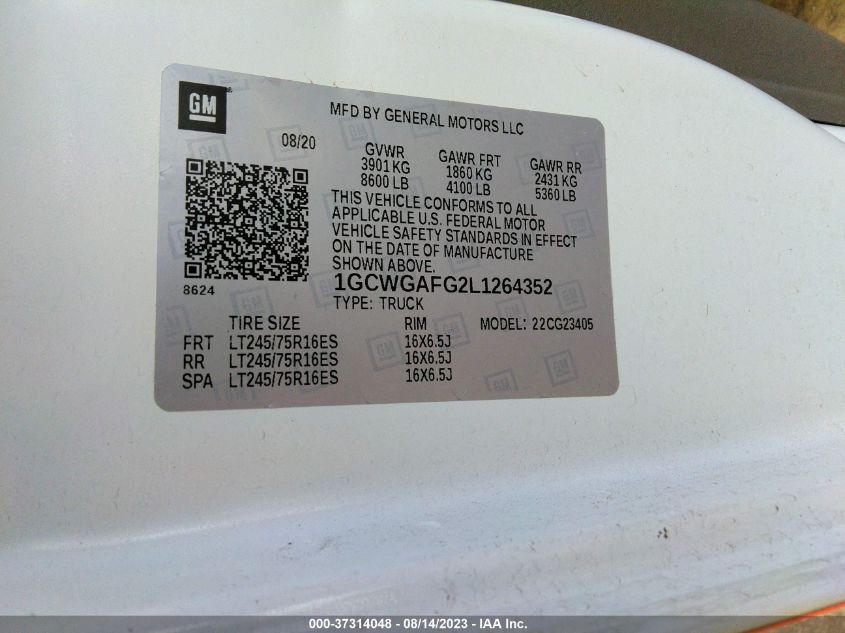 GM
MFD BY GENERAL MOTORS LLC
08/20
GVWR GAWR FRT GAWR RR
3901 KG 1860 KG 2431 KG
8600 LB 4100 LB 5360 LB
THIS VEHICLE CONFORMS TO ALL
APPLICABLE U.S. FEDERAL MOTOR
VEHICLE SAFETY STANDARDS IN EFFECT
ON THE DATE OF MANUFACTURE
SHOWN ABOVE.
8624
1GCWGAFG2L1264352
TYPE: TRUCK
TIRE SIZE RIM MODEL: 22CG23405
FRT LT245/75R16ES 16X6.5J
RR LT245/75R16ES 16X6.5J
SPA LT245/75R16ES 16X6.5J
000-37314048 - 08/14/2023 - IAA Inc.